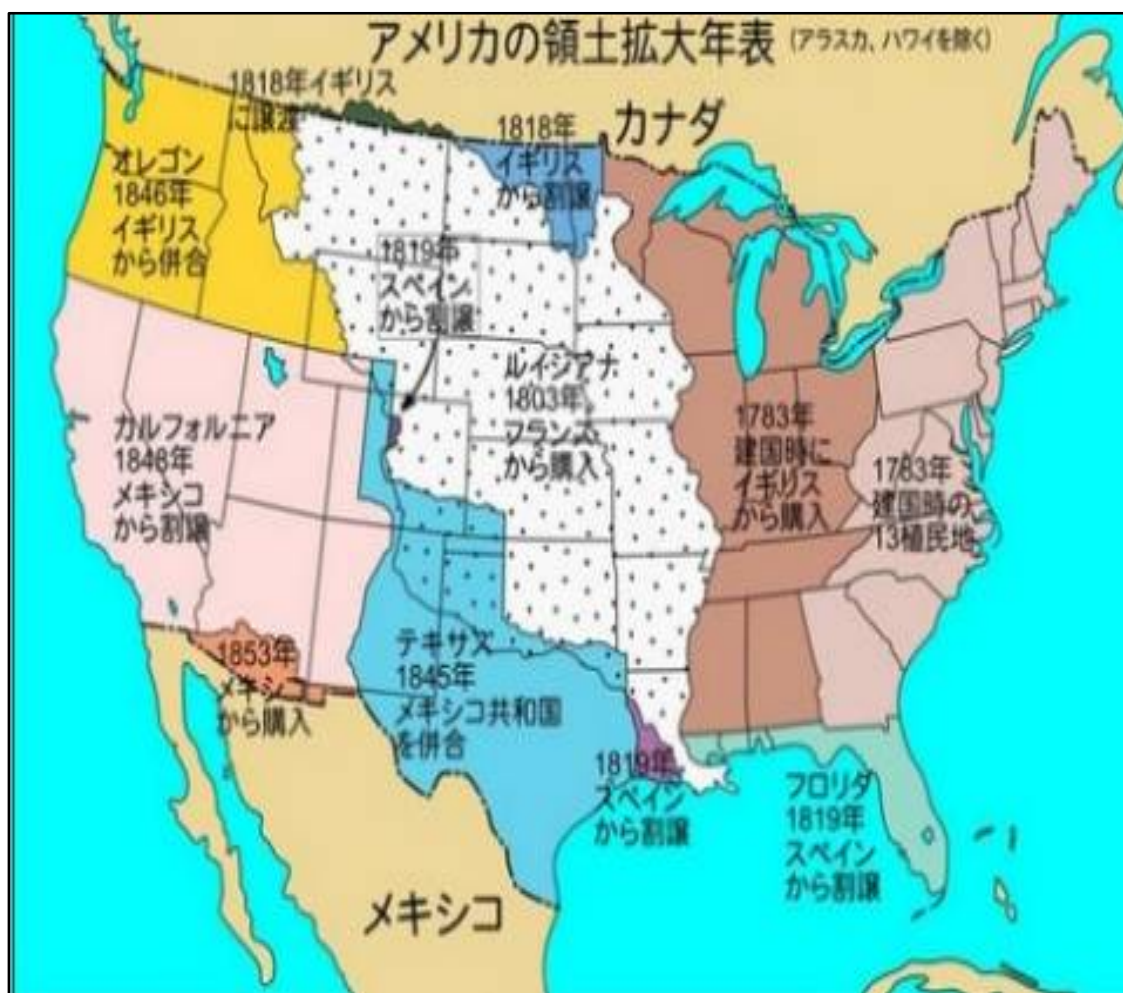 アメリカの領土拡大年表 (アラスカ、ハワイを除く)
1818年イギリス
に譲渡
カナダ
1818年
イギリス
から割譲
オレゴン
1846年
イギリス
から併合
1819年
スペイン
から割譲
ルイジアナ
1803年
フランス
から購入
カルフォルニア
1848年
メキシコ
から割譲
1783年
建国時に
イギリス
から購入
1783年
建国時の
13植民地
1853年
メキシコ
から購入
テキサス
1845年
メキシコ共和国
を併合
1819年
スペイン
から割譲
フロリダ
1819年
スペイン
から割譲
メキシコ